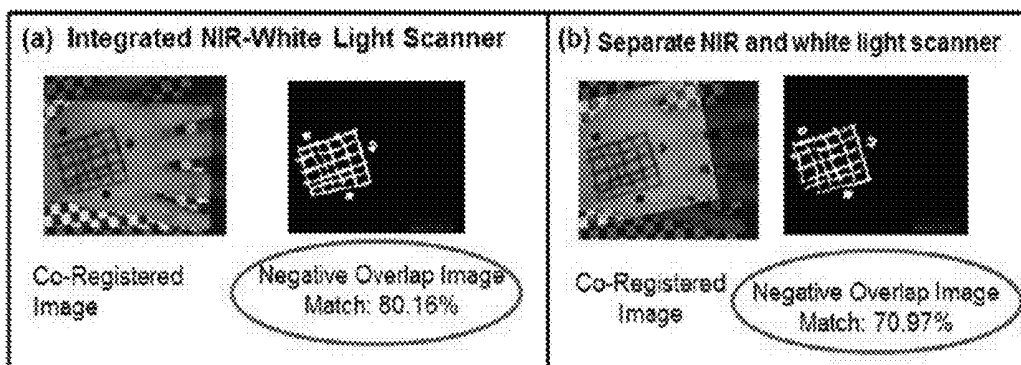 (a) Integrated NIR-White Light Scanner
Co-Registered
Image
Negative Overlap Image
Match: 80.16%
(b) Separate NIR and white light scanner
Co-Registered
Image
Negative Overlap Image
Match: 70.97%